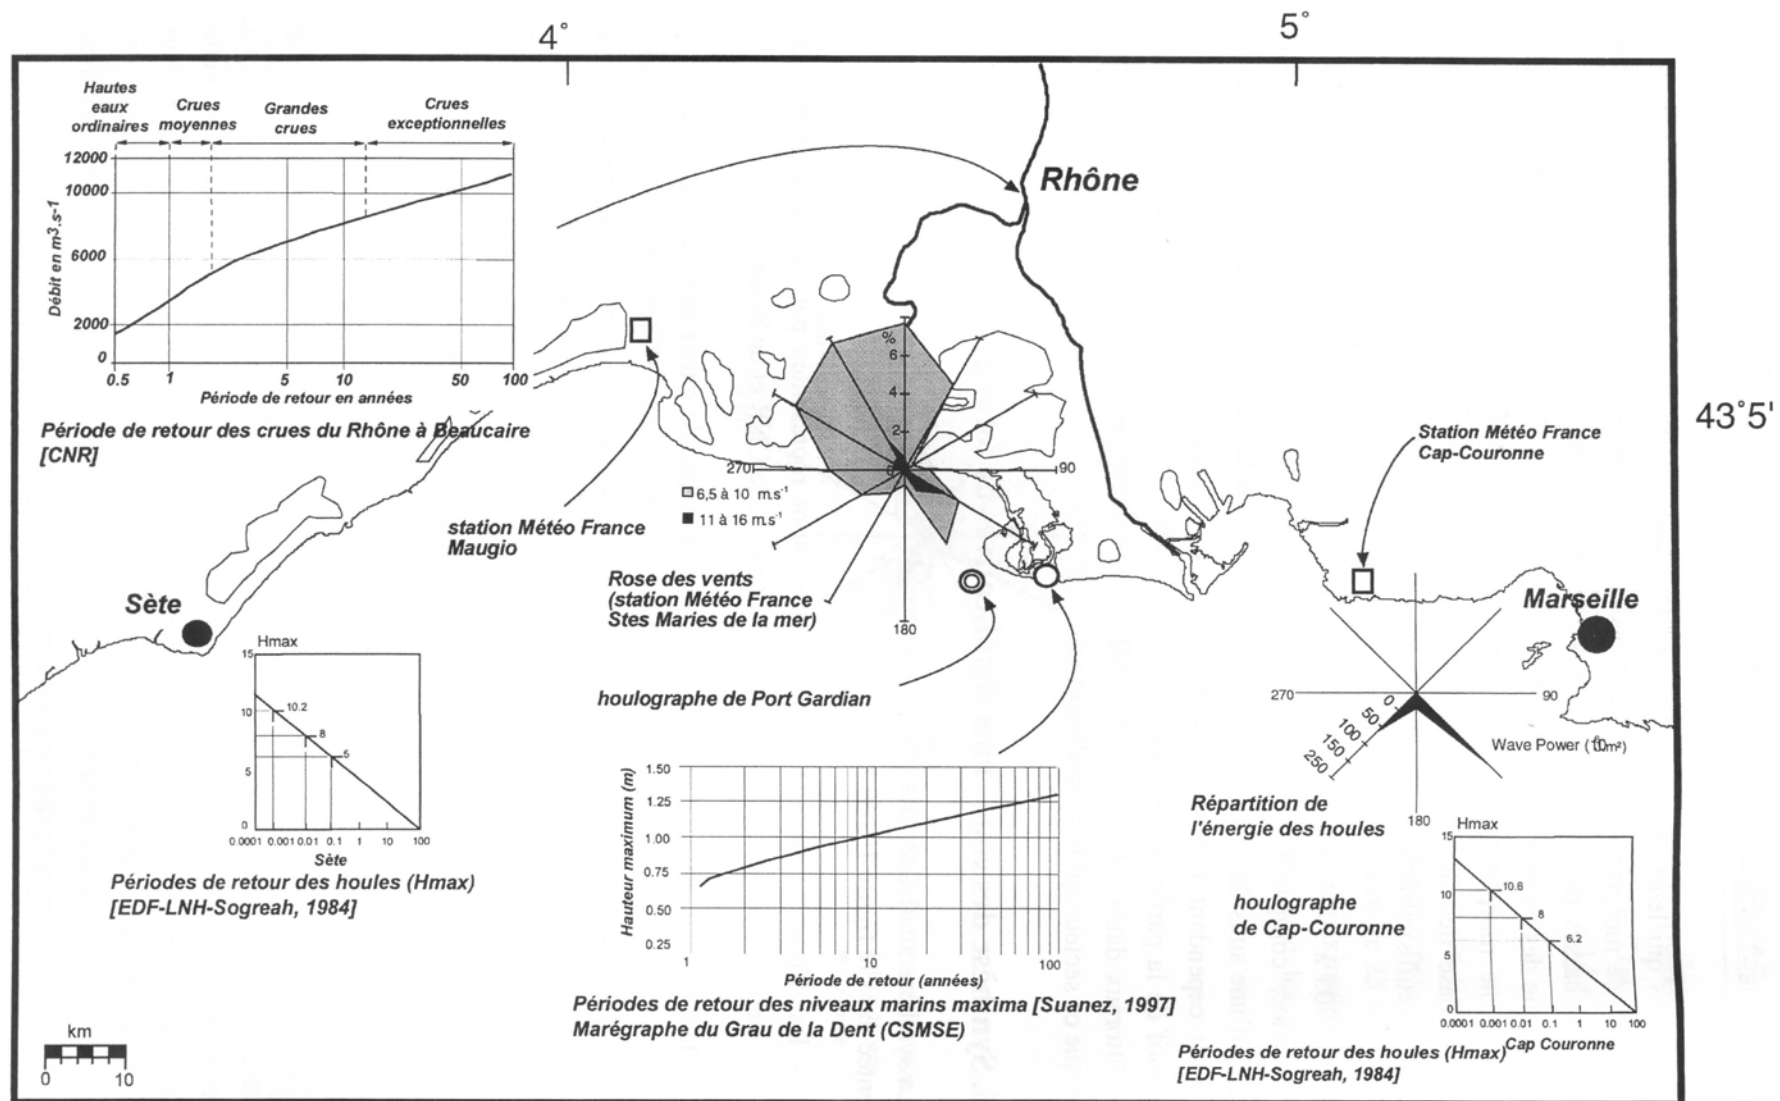 4°
5°
43°5'
Hautes
eaux
ordinaires
Crues
moyennes
Grandes
crues
Crues
exceptionnelles
12000
10000
6000
2000
0
Débit en m³.s-1
0.5 1 5 10 50 100
Période de retour en années
Période de retour des crues du Rhône à Beaucaire
[CNR]
Rhône
%
6
4
2
0
270
90
180
6,5 à 10 m.s-1
11 à 16 m.s-1
station Météo France
Maugio
Rose des vents
(station Météo France
Stes Maries de la mer)
Station Météo France
Cap-Couronne
Sète
Marseille
houlographe de Port Gardian
Hmax
15
10
5
0
10.2
8
6
0.0001 0.001 0.01 0.1 1 10 100
Sète
Périodes de retour des houles (Hmax)
[EDF-LNH-Sogreah, 1984]
Hauteur maximum (m)
1.50
1.25
1.00
0.75
0.50
0.25
1 10 100
Période de retour (années)
Périodes de retour des niveaux marins maxima [Suanez, 1997]
Marégraphe du Grau de la Dent (CSMSE)
270
90
180
0
50
100
150
250
Wave Power
Répartition de
l'énergie des houles
houlographe
de Cap-Couronne
Hmax
15
10
5
0
10.6
8
6.2
0.0001 0.001 0.01 0.1 1 10 100
Cap Couronne
Périodes de retour des houles (Hmax)
[EDF-LNH-Sogreah, 1984]
km
0 10